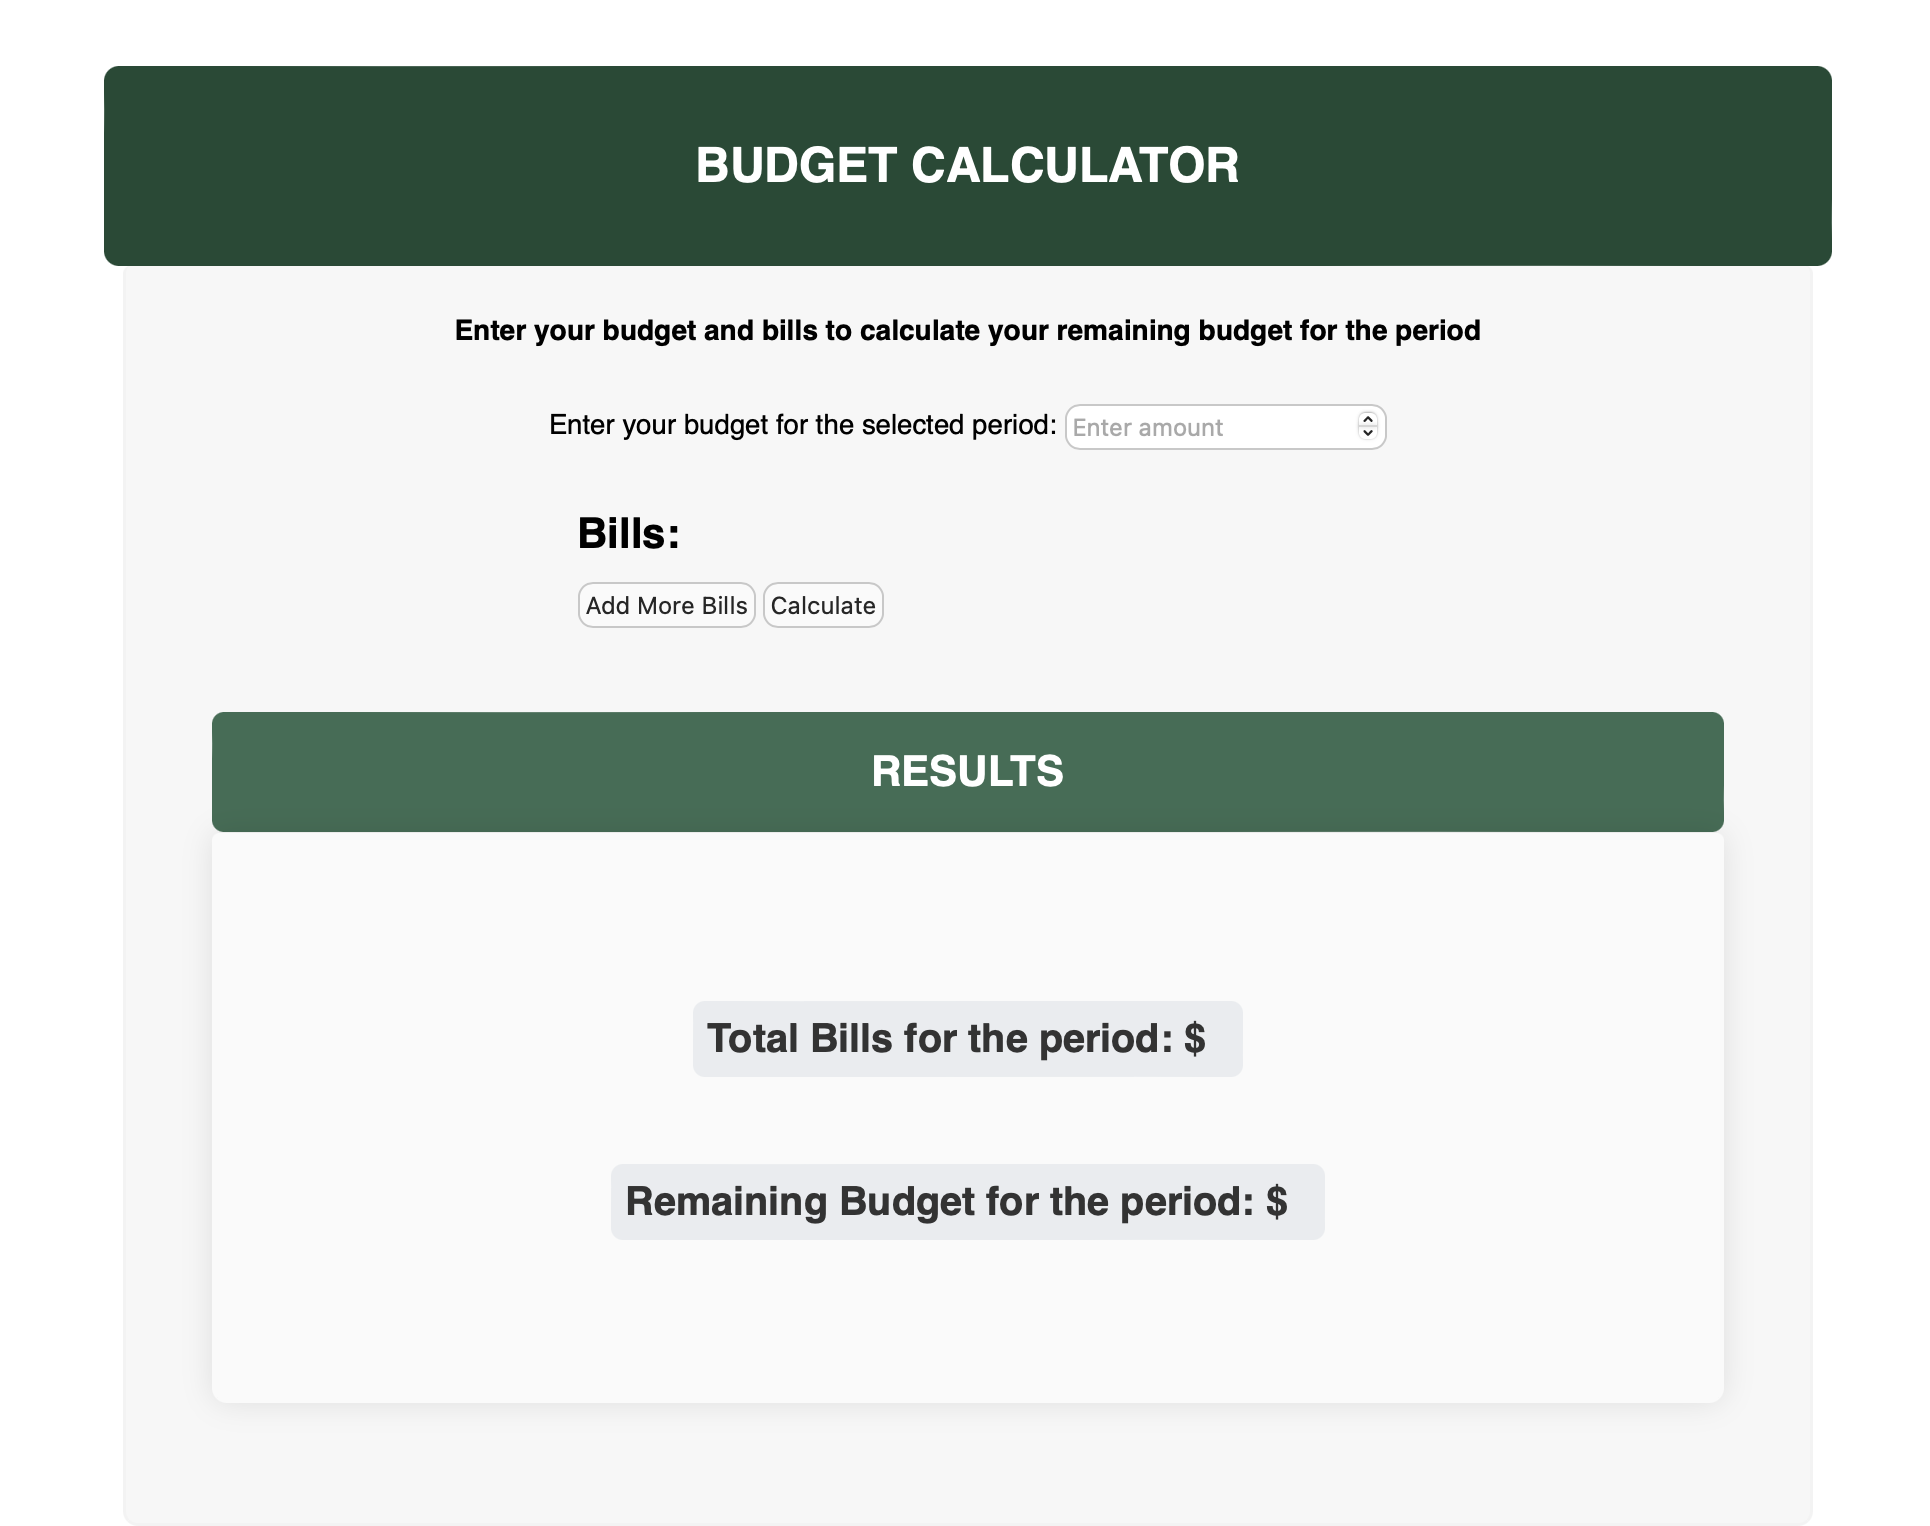 BUDGET CALCULATOR
Enter your budget and bills to calculate your remaining budget for the period
Enter your budget for the selected period: Enter amount
Bills:
Add More Bills Calculate
RESULTS
Total Bills for the period: $
Remaining Budget for the period: $